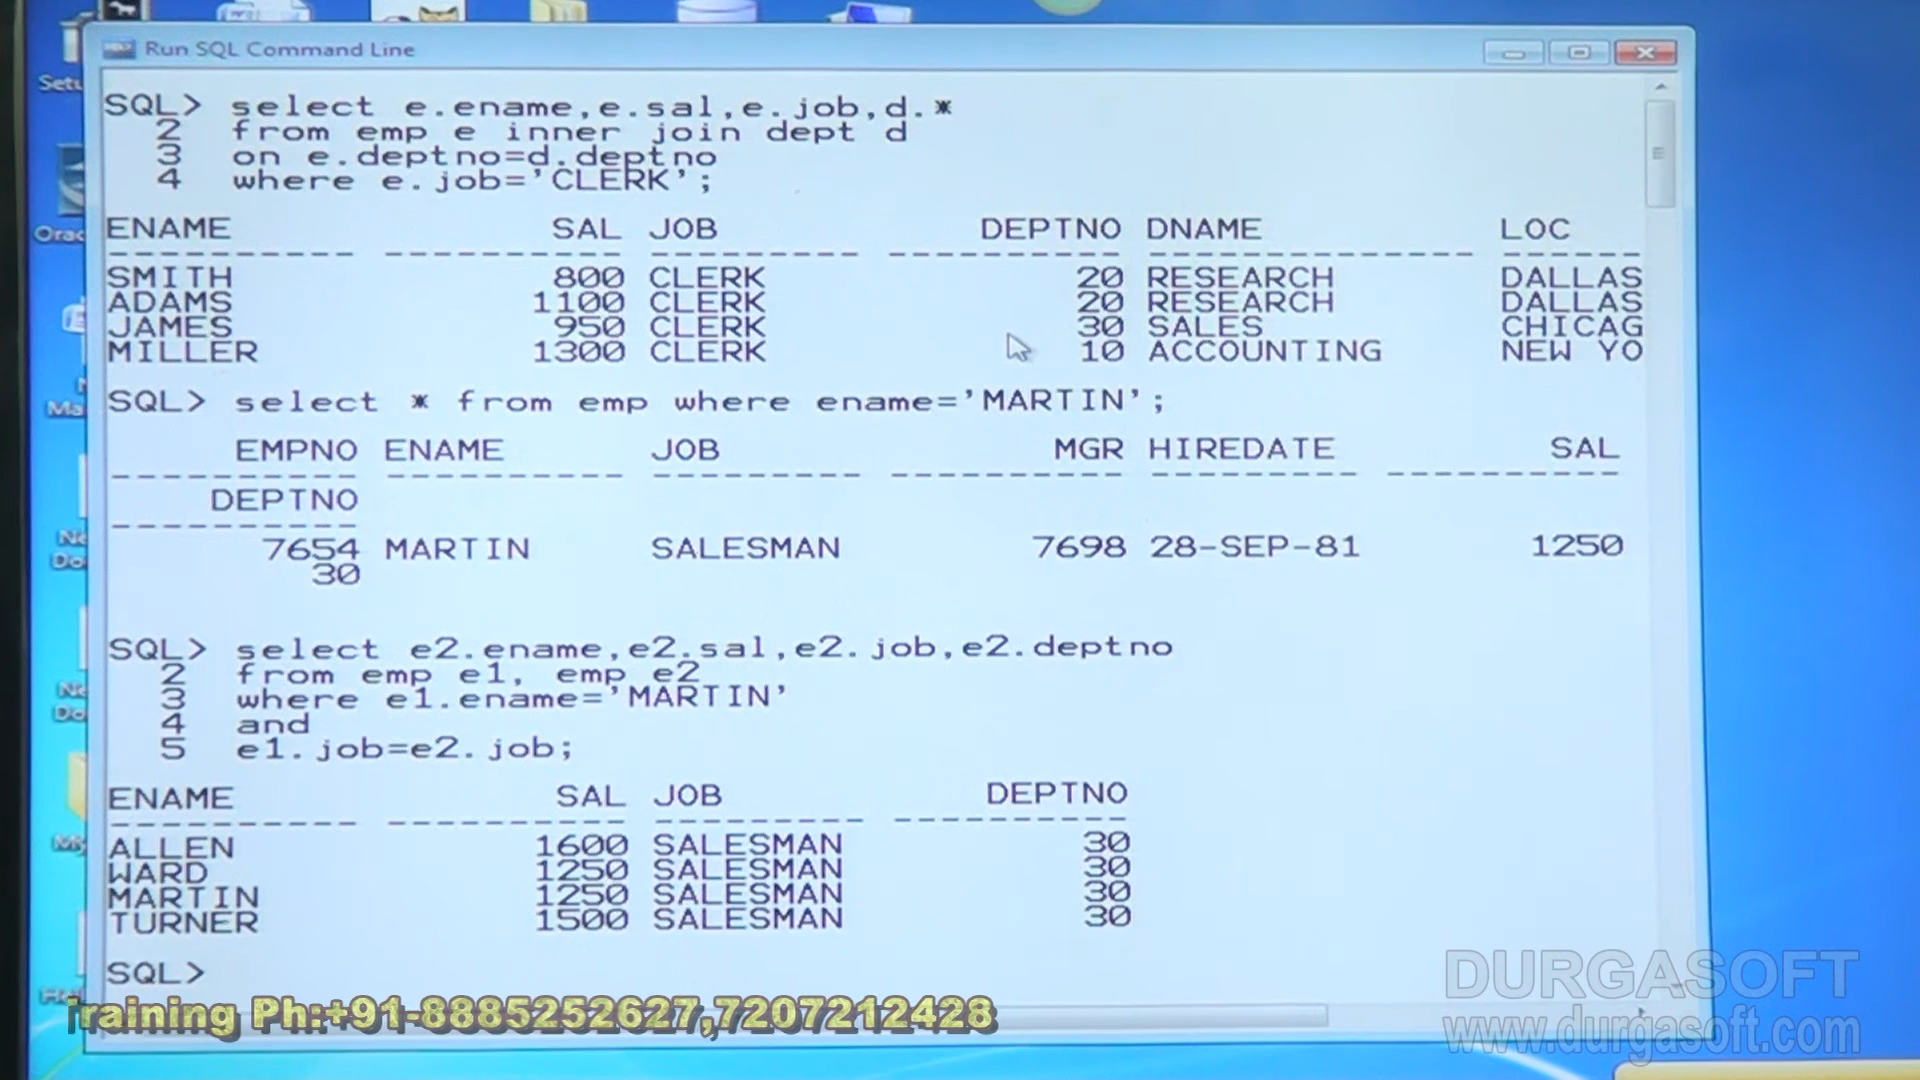 Run SQL Command Line
SQL> select e.ename,e.sal,e.job,d.*
2 from emp e inner join dept d
3 on e.deptno=d.deptno
4 where e.job='CLERK';
ENAME SAL JOB DEPTNO DNAME LOC
SMITH 800 CLERK 20 RESEARCH DALLAS
ADAMS 1100 CLERK 20 RESEARCH DALLAS
JAMES 950 CLERK 30 SALES CHICAG
MILLER 1300 CLERK 10 ACCOUNTING NEW YO
SQL> select * from emp where ename='MARTIN';
EMPNO ENAME JOB MGR HIREDATE SAL
DEPTNO
7654 MARTIN SALESMAN 7698 28-SEP-81 1250
30
SQL> select e2.ename,e2.sal,e2.job,e2.deptno
2 from emp e1, emp e2
3 where e1.ename='MARTIN'
4 and
5 e1.job=e2.job;
ENAME SAL JOB DEPTNO
ALLEN 1600 SALESMAN 30
WARD 1250 SALESMAN 30
MARTIN 1250 SALESMAN 30
TURNER 1500 SALESMAN 30
SQL>
Training Ph:+91-8885252627,7207212428
DURGASOFT
www.durgasoft.com